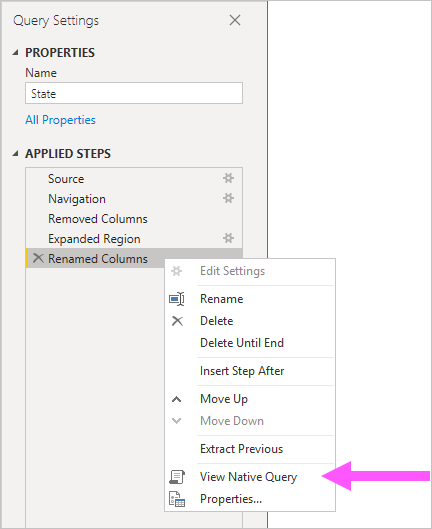 Query Settings
PROPERTIES
Name
State
All Properties
APPLIED STEPS
Source
Navigation
Removed Columns
Expanded Region
Renamed Columns
Edit Settings
Rename
Delete
Delete Until End
Insert Step After
Move Up
Move Down
Extract Previous
View Native Query
Properties...